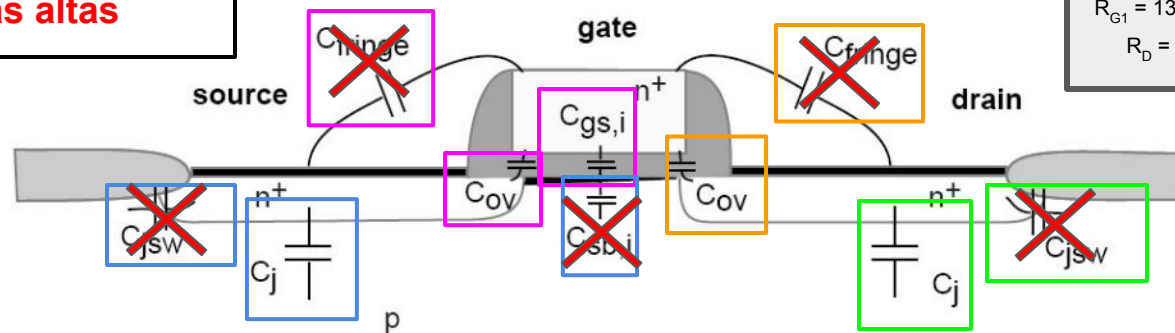 as altas
R_G1 = 13
R_D =
C_fringe
gate
C_fringe
source
n+
drain
C_gs,i
C_ov
C_ov
n+
n+
C_jsw
C_sb,i
C_jsw
C_j
C_j
p